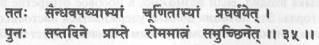 ततः सैन्धवपथ्याभ्यां चूर्णिताभ्यां प्रघर्षयेत् ।
पुनः सप्तदिने प्राप्ते रोममात्रं समुच्छिनेत् ॥ ३५ ॥